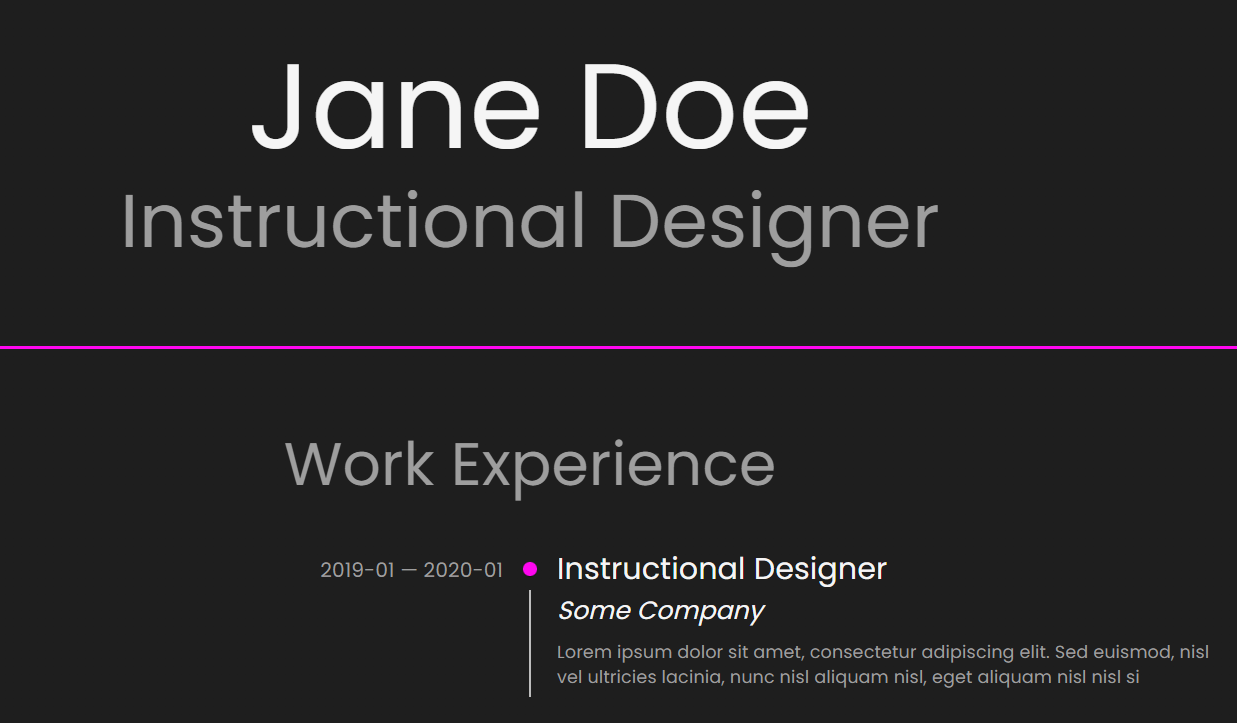 Jane Doe
Instructional Designer
Work Experience
2019-01 — 2020-01
Instructional Designer
Some Company
Lorem ipsum dolor sit amet, consectetur adipiscing elit. Sed euismod, nisl
vel ultricies lacinia, nunc nisl aliquam nisl, eget aliquam nisl nisl si